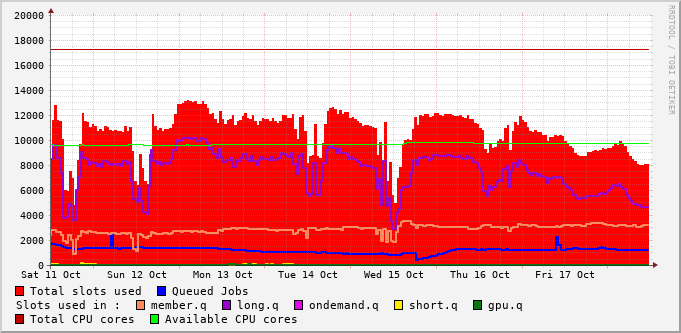 RRDTOOL / TOBI OETIKER
20000
18000
16000
14000
12000
10000
8000
6000
4000
2000
0
Sat 11 Oct Sun 12 Oct Mon 13 Oct Tue 14 Oct Wed 15 Oct Thu 16 Oct Fri 17 Oct
Total slots used Queued Jobs
Slots used in : member.q long.q ondemand.q short.q gpu.q
Total CPU cores Available CPU cores